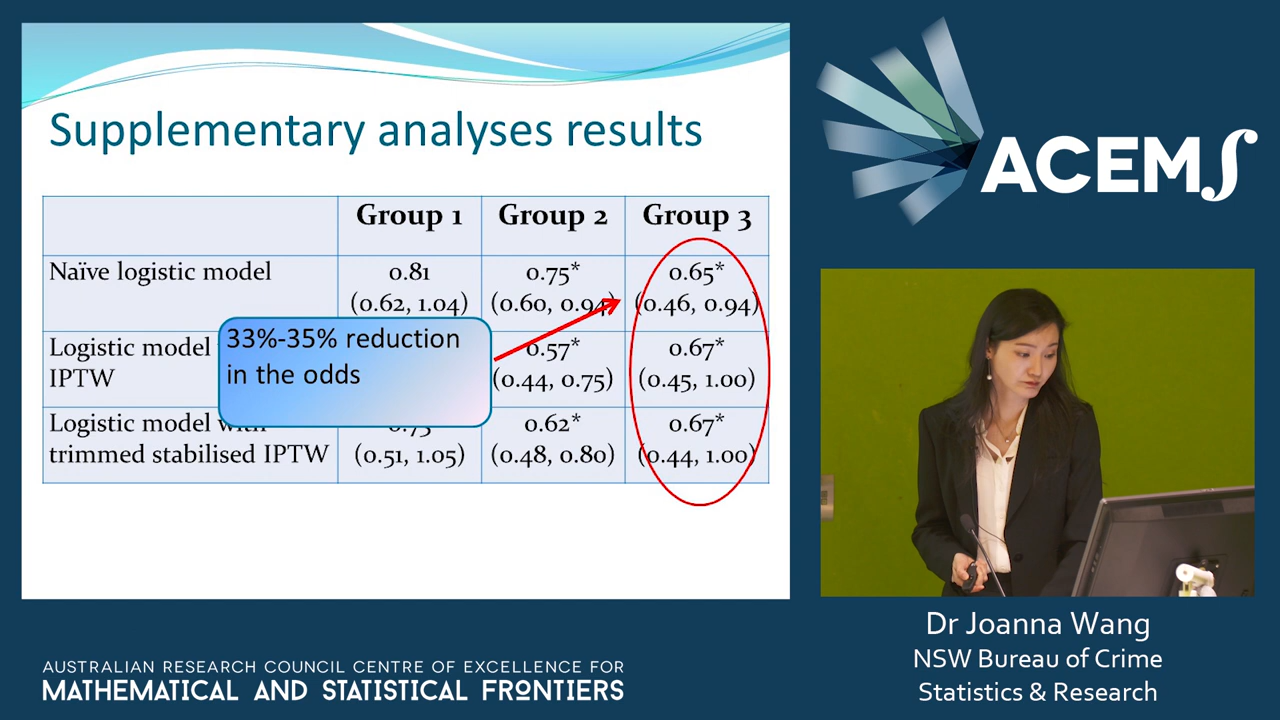 Supplementary analyses results
Group 1 Group 2 Group 3
Naïve logistic model 0.81 0.75* 0.65*
(0.62, 1.04) (0.60, 0.94) (0.46, 0.94)
33%-35% reduction
in the odds
Logistic model 0.57* 0.67*
IPTW (0.44, 0.75) (0.45, 1.00)
Logistic model with 0.73 0.62* 0.67*
trimmed stabilised IPTW (0.51, 1.05) (0.48, 0.80) (0.44, 1.00)
ACEMS
Dr Joanna Wang
NSW Bureau of Crime
Statistics & Research
AUSTRALIAN RESEARCH COUNCIL CENTRE OF EXCELLENCE FOR
MATHEMATICAL AND STATISTICAL FRONTIERS